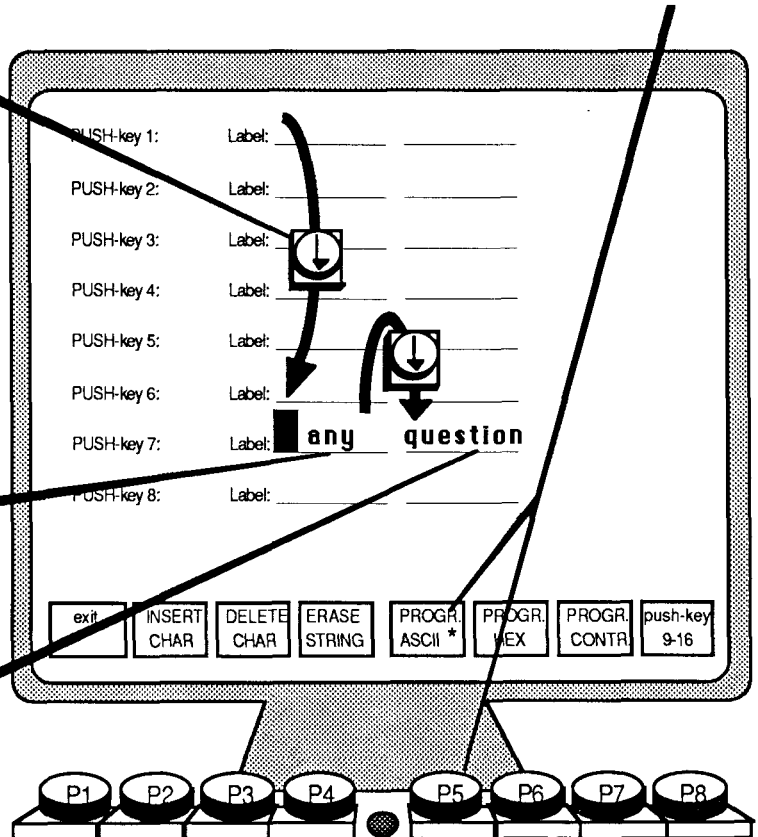 PUSH-key 1: Label:
PUSH-key 2: Label:
PUSH-key 3: Label:
PUSH-key 4: Label:
PUSH-key 5: Label:
PUSH-key 6: Label:
PUSH-key 7: Label: any question
PUSH-key 8: Label:
exit INSERT DELETE ERASE PROGR. PROGR. PROGR. push-key
CHAR CHAR STRING ASCII * HEX CONTR. 9-16
P1 P2 P3 P4 P5 P6 P7 P8